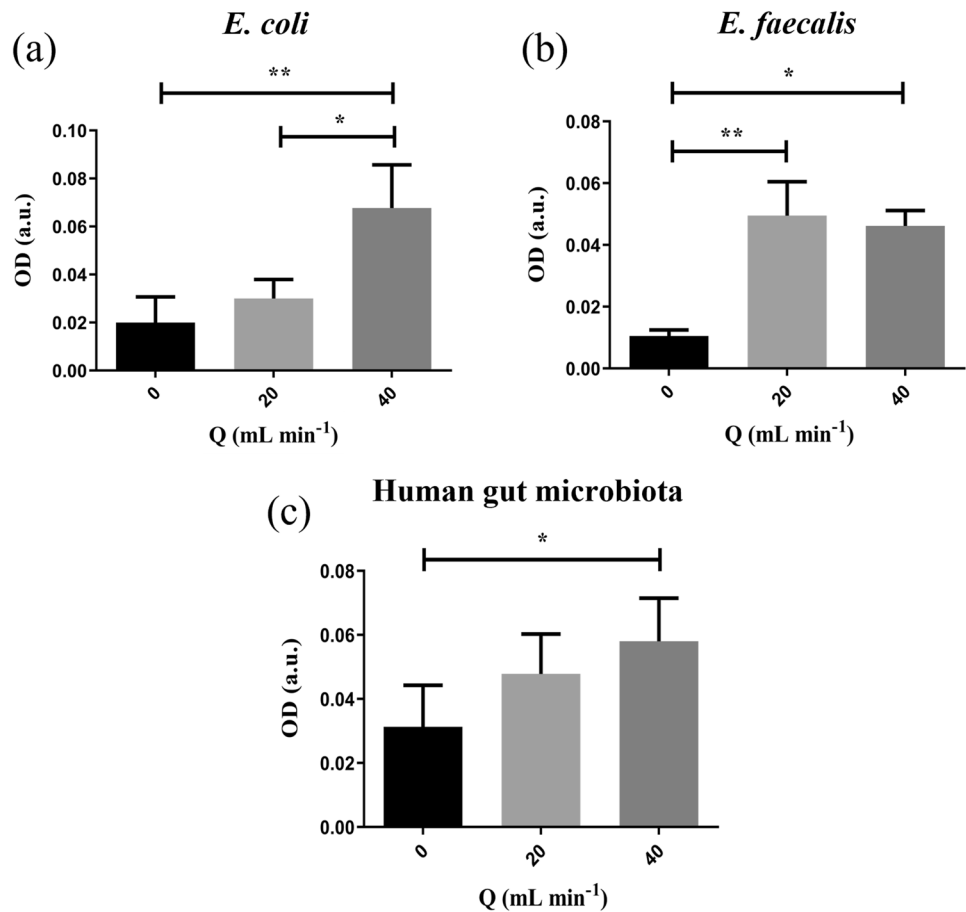 (a)
E. coli
**
*
OD (a.u.)
0.10
0.08
0.06
0.04
0.02
0.00
0
20
40
Q (mL min⁻¹)
(b)
E. faecalis
*
**
OD (a.u.)
0.08
0.06
0.04
0.02
0.00
0
20
40
Q (mL min⁻¹)
(c)
Human gut microbiota
*
OD (a.u.)
0.08
0.06
0.04
0.02
0.00
0
20
40
Q (mL min⁻¹)